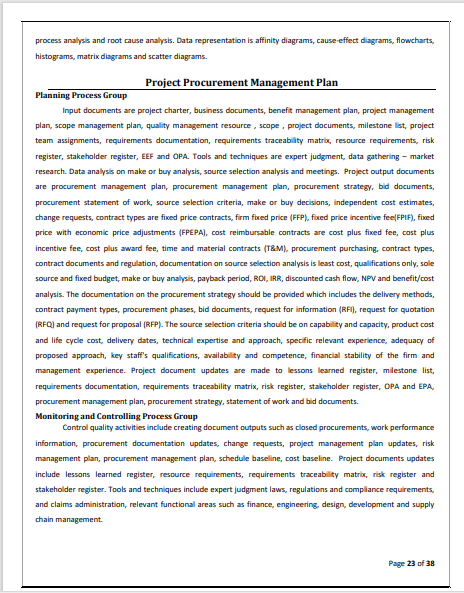 process analysis and root cause analysis. Data representation is affinity diagrams, cause-effect diagrams, flowcharts,
histograms, matrix diagrams and scatter diagrams.
Project Procurement Management Plan
Planning Process Group
Input documents are project charter, business documents, benefit management plan, project management
plan, scope management plan, quality management resource , scope , project documents, milestone list, project
team assignments, requirements documentation, requirements traceability matrix, resource requirements, risk
register, stakeholder register, EEF and OPA. Tools and techniques are expert judgment, data gathering – market
research. Data analysis on make or buy analysis, source selection analysis and meetings. Project output documents
are procurement management plan, procurement management plan, procurement strategy, bid documents,
procurement statement of work, source selection criteria, make or buy decisions, independent cost estimates,
change requests, contract types are fixed price contracts, firm fixed price (FFP), fixed price incentive fee(FPIF), fixed
price with economic price adjustments (FPEPA), cost reimbursable contracts are cost plus fixed fee, cost plus
incentive fee, cost plus award fee, time and material contracts (T&M), procurement purchasing, contract types,
contract documents and regulation, documentation on source selection analysis is least cost, qualifications only, sole
source and fixed budget, make or buy analysis, payback period, ROI, IRR, discounted cash flow, NPV and benefit/cost
analysis. The documentation on the procurement strategy should be provided which includes the delivery methods,
contract payment types, procurement phases, bid documents, request for information (RFI), request for quotation
(RFQ) and request for proposal (RFP). The source selection criteria should be on capability and capacity, product cost
and life cycle cost, delivery dates, technical expertise and approach, specific relevant experience, adequacy of
proposed approach, key staff's qualifications, availability and competence, financial stability of the firm and
management experience. Project document updates are made to lessons learned register, milestone list,
requirements documentation, requirements traceability matrix, risk register, stakeholder register, OPA and EPA,
procurement management plan, procurement strategy, statement of work and bid documents.
Monitoring and Controlling Process Group
Control quality activities include creating document outputs such as closed procurements, work performance
information, procurement documentation updates, change requests, project management plan updates, risk
management plan, procurement management plan, schedule baseline, cost baseline. Project documents updates
include lessons learned register, resource requirements, requirements traceability matrix, risk register and
stakeholder register. Tools and techniques include expert judgment laws, regulations and compliance requirements,
and claims administration, relevant functional areas such as finance, engineering, design, development and supply
chain management.
Page 23 of 38